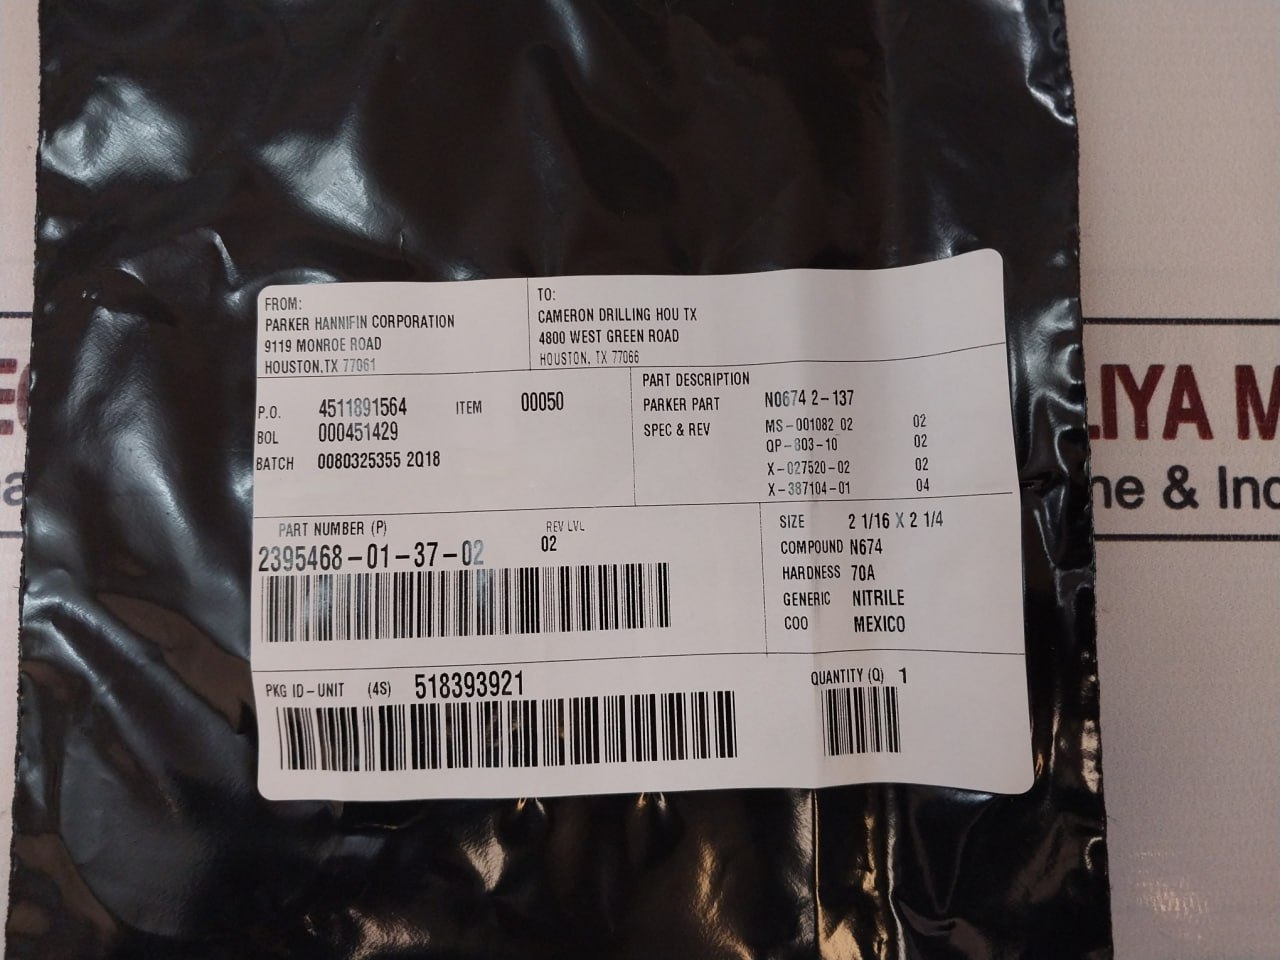 FROM:
PARKER HANNIFIN CORPORATION
9119 MONROE ROAD
HOUSTON,TX 77061
TO:
CAMERON DRILLING HOU TX
4800 WEST GREEN ROAD
HOUSTON, TX 77066
P.O. 4511891564 ITEM 00050
BOL 000451429
BATCH 0080325355 2Q18
PART DESCRIPTION
PARKER PART N0674 2-137
SPEC & REV MS-001082 02 02
QP-803-10 02
X-027520-02 02
X-387104-01 04
PART NUMBER (P) REV LVL
2395468-01-37-02 02
SIZE 2 1/16 X 2 1/4
COMPOUND N674
HARDNESS 70A
GENERIC NITRILE
COO MEXICO
PKG ID-UNIT (4S) 518393921
QUANTITY (Q) 1
LIYA M
ne & Ind